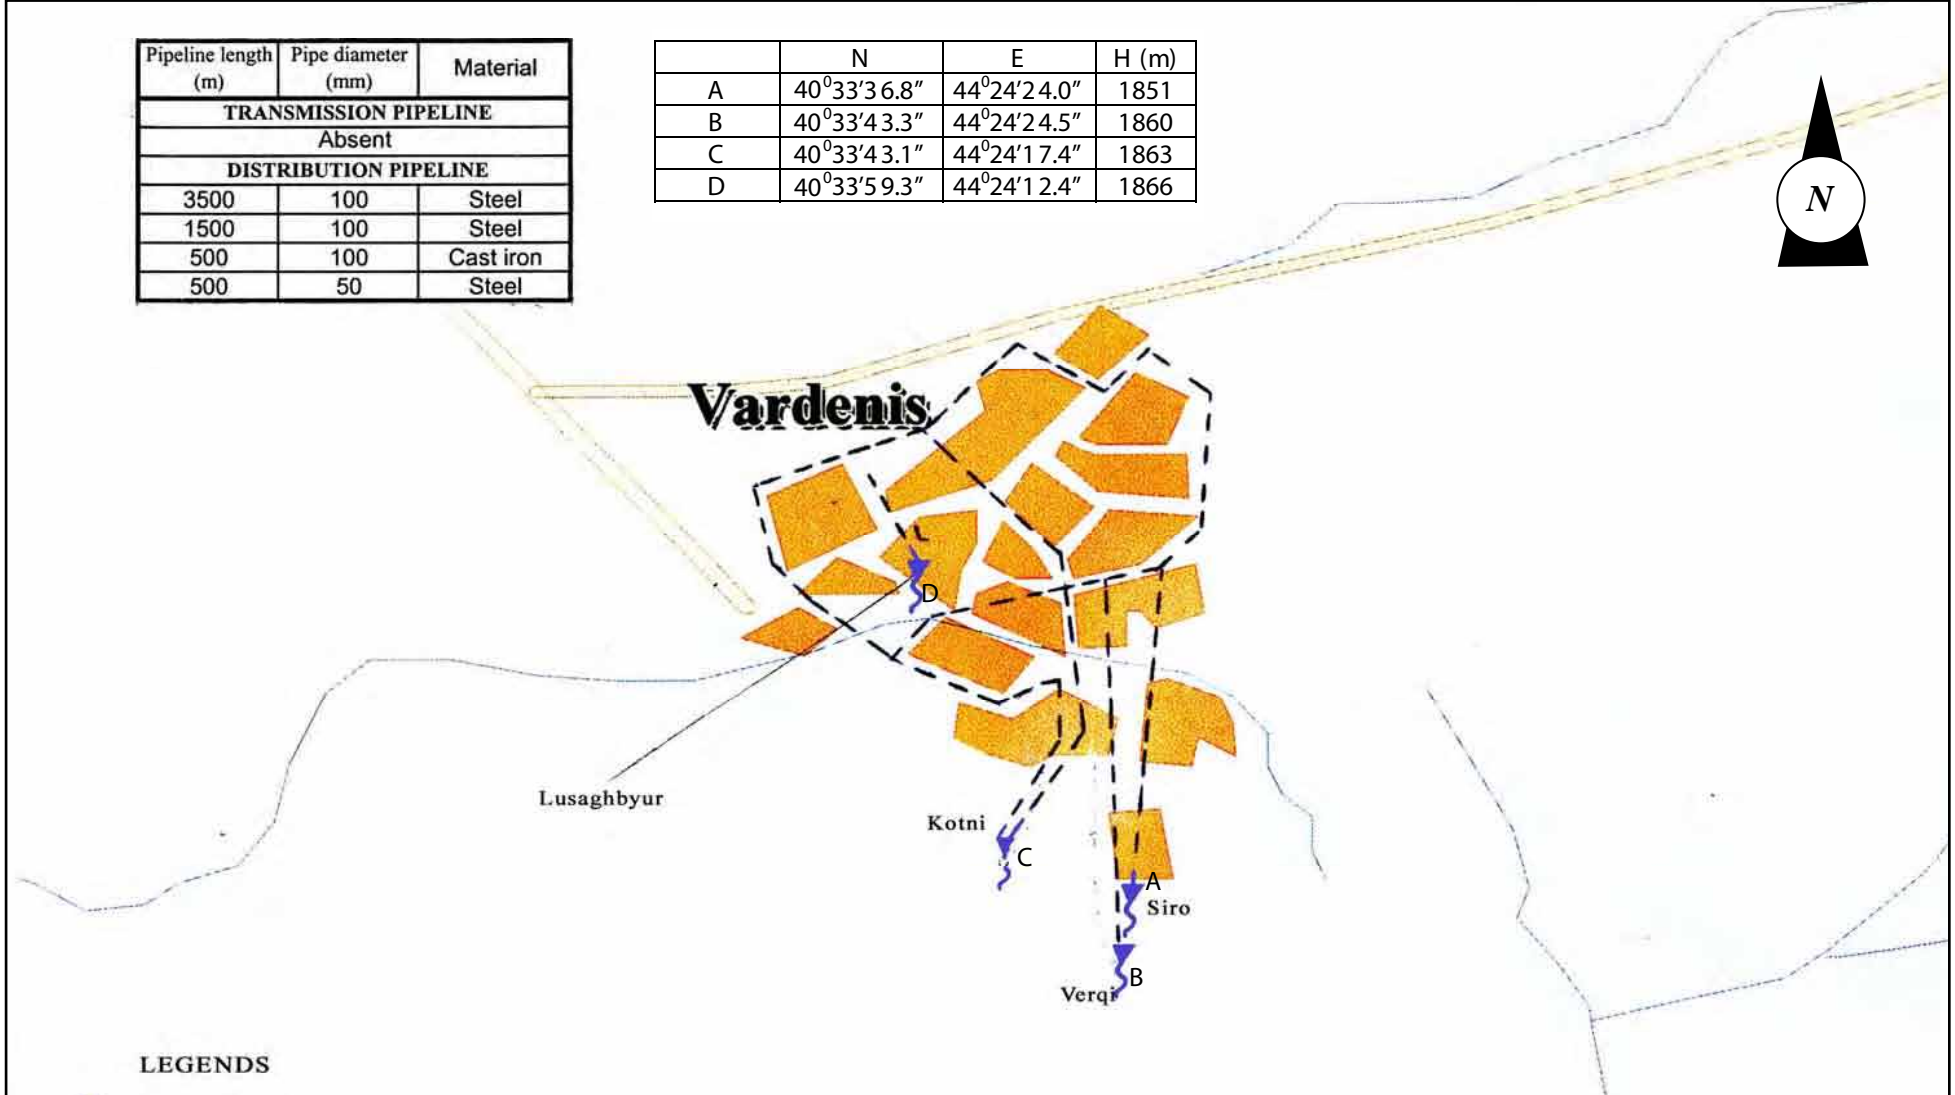 Pipeline length (m) Pipe diameter (mm) Material
TRANSMISSION PIPELINE
Absent
DISTRIBUTION PIPELINE
3500 100 Steel
1500 100 Steel
500 100 Cast iron
500 50 Steel
N E H (m)
A 40⁰33′36.8″ 44⁰24′24.0″ 1851
B 40⁰33′43.3″ 44⁰24′24.5″ 1860
C 40⁰33′43.1″ 44⁰24′17.4″ 1863
D 40⁰33′59.3″ 44⁰24′12.4″ 1866
N
Vardenis
D
Lusaghbyur
Kotni
C
A
Siro
B
Verqi
LEGENDS